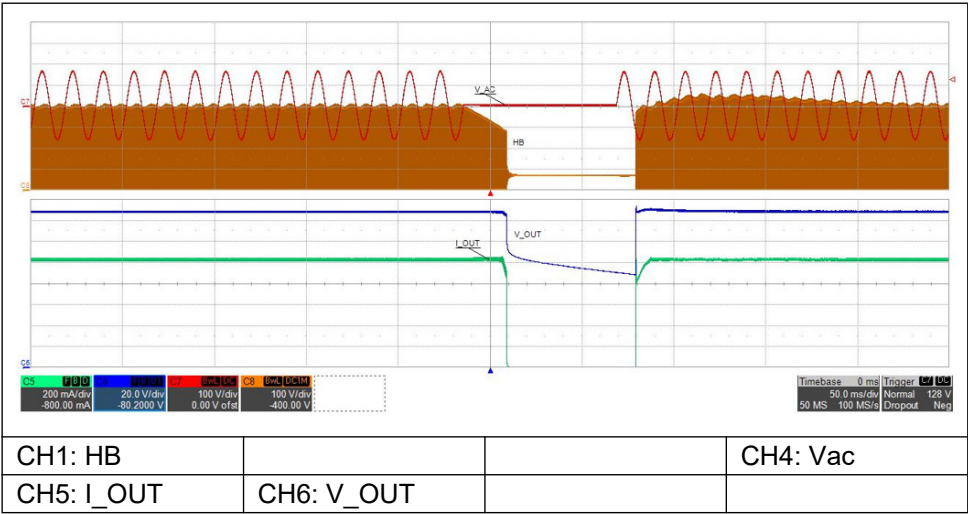 C7
V_AC
HB
C8
V_OUT
I_OUT
C6
C5 F B D C7 BwL DC C8 BwL DC1M
200 mA/div 20.0 V/div 100 V/div 100 V/div
-800.00 mA -80.2000 V 0.00 V ofst -400.00 V
Timebase 0 ms Trigger C7 DC
50.0 ms/div Normal 128 V
50 MS 100 MS/s Dropout Neg
CH1: HB CH4: Vac
CH5: I_OUT CH6: V_OUT